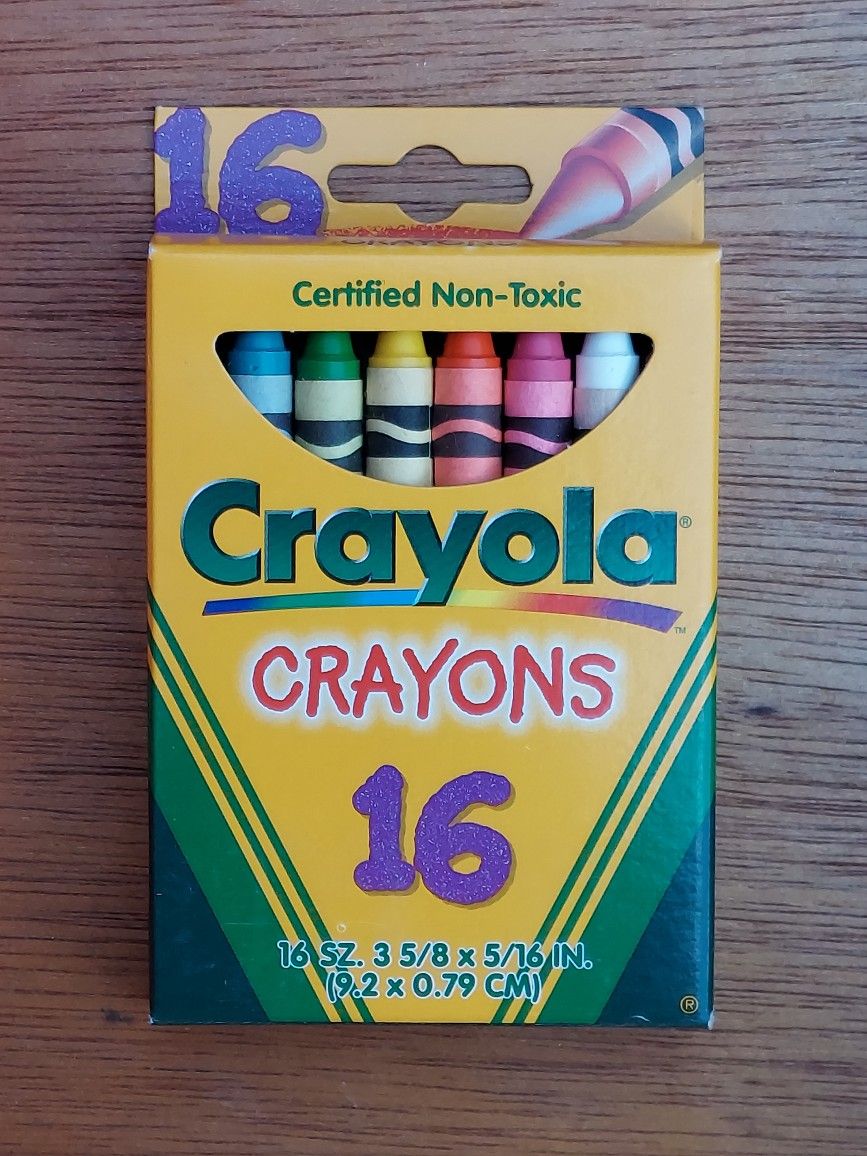 16
Certified Non-Toxic
Crayola®
™
CRAYONS
16
16 SZ. 3 5/8 x 5/16 IN.
(9.2 x 0.79 CM)
®